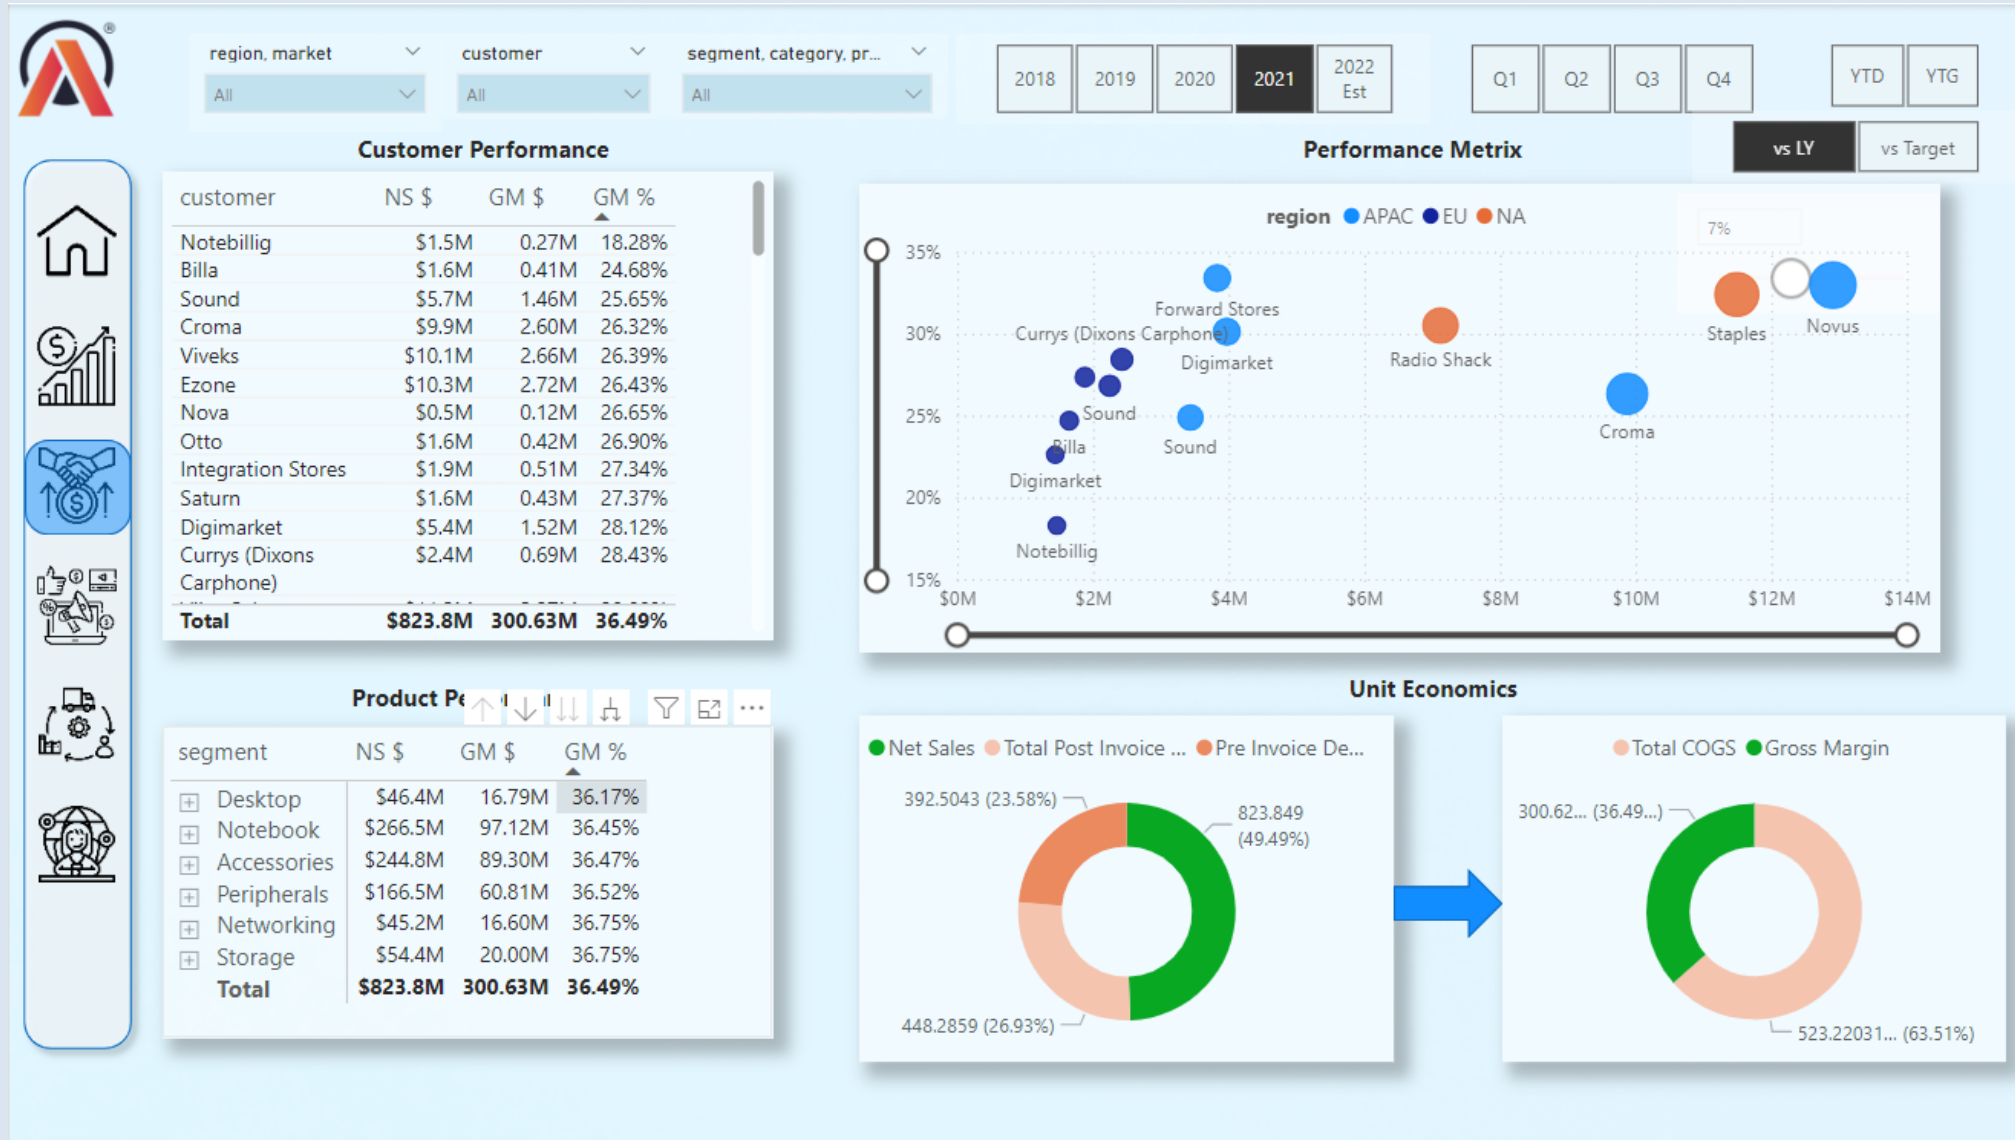 ®
region, market
All
customer
All
segment, category, pr...
All
2018 2019 2020 2021 2022 Est
Q1 Q2 Q3 Q4
YTD YTG
vs LY vs Target
Customer Performance
customer NS $ GM $ GM %
Notebillig $1.5M 0.27M 18.28%
Billa $1.6M 0.41M 24.68%
Sound $5.7M 1.46M 25.65%
Croma $9.9M 2.60M 26.32%
Viveks $10.1M 2.66M 26.39%
Ezone $10.3M 2.72M 26.43%
Nova $0.5M 0.12M 26.65%
Otto $1.6M 0.42M 26.90%
Integration Stores $1.9M 0.51M 27.34%
Saturn $1.6M 0.43M 27.37%
Digimarket $5.4M 1.52M 28.12%
Currys (Dixons $2.4M 0.69M 28.43%
Carphone)
Total $823.8M 300.63M 36.49%
Performance Metrix
region APAC EU NA
7%
35%
30%
25%
20%
15%
Forward Stores
Currys (Dixons Carphone)
Digimarket
Radio Shack
Staples
Novus
Sound
Billa
Sound
Croma
Digimarket
Notebillig
$0M $2M $4M $6M $8M $10M $12M $14M
Product Pe
segment NS $ GM $ GM %
Desktop $46.4M 16.79M 36.17%
Notebook $266.5M 97.12M 36.45%
Accessories $244.8M 89.30M 36.47%
Peripherals $166.5M 60.81M 36.52%
Networking $45.2M 16.60M 36.75%
Storage $54.4M 20.00M 36.75%
Total $823.8M 300.63M 36.49%
Unit Economics
Net Sales Total Post Invoice ... Pre Invoice De...
392.5043 (23.58%)
823.849
(49.49%)
448.2859 (26.93%)
Total COGS Gross Margin
300.62... (36.49...)
523.22031... (63.51%)